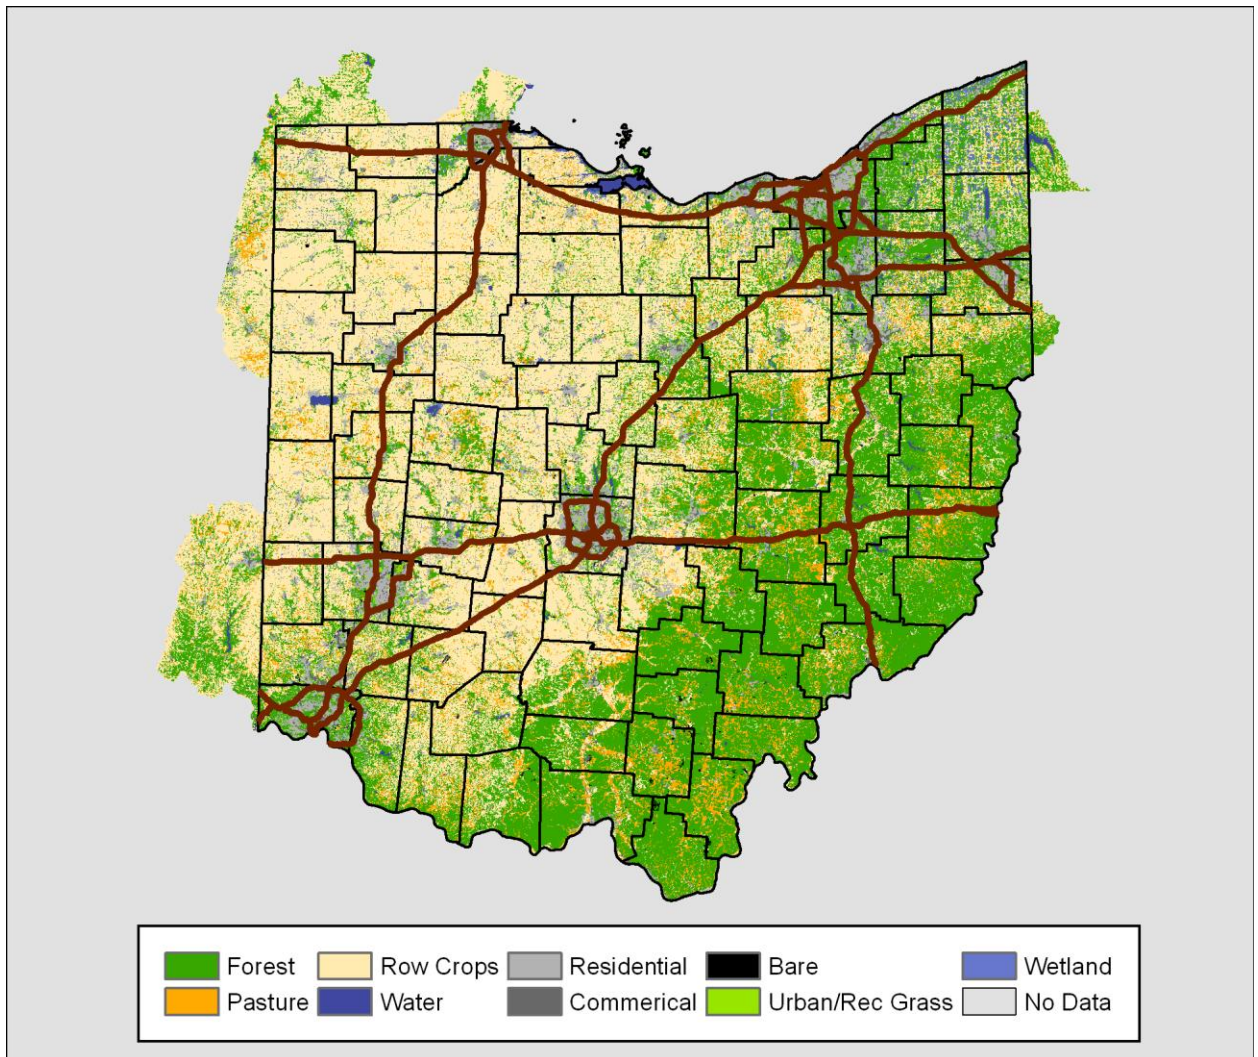 Forest Row Crops Residential Bare Wetland
Pasture Water Commerical Urban/Rec Grass No Data